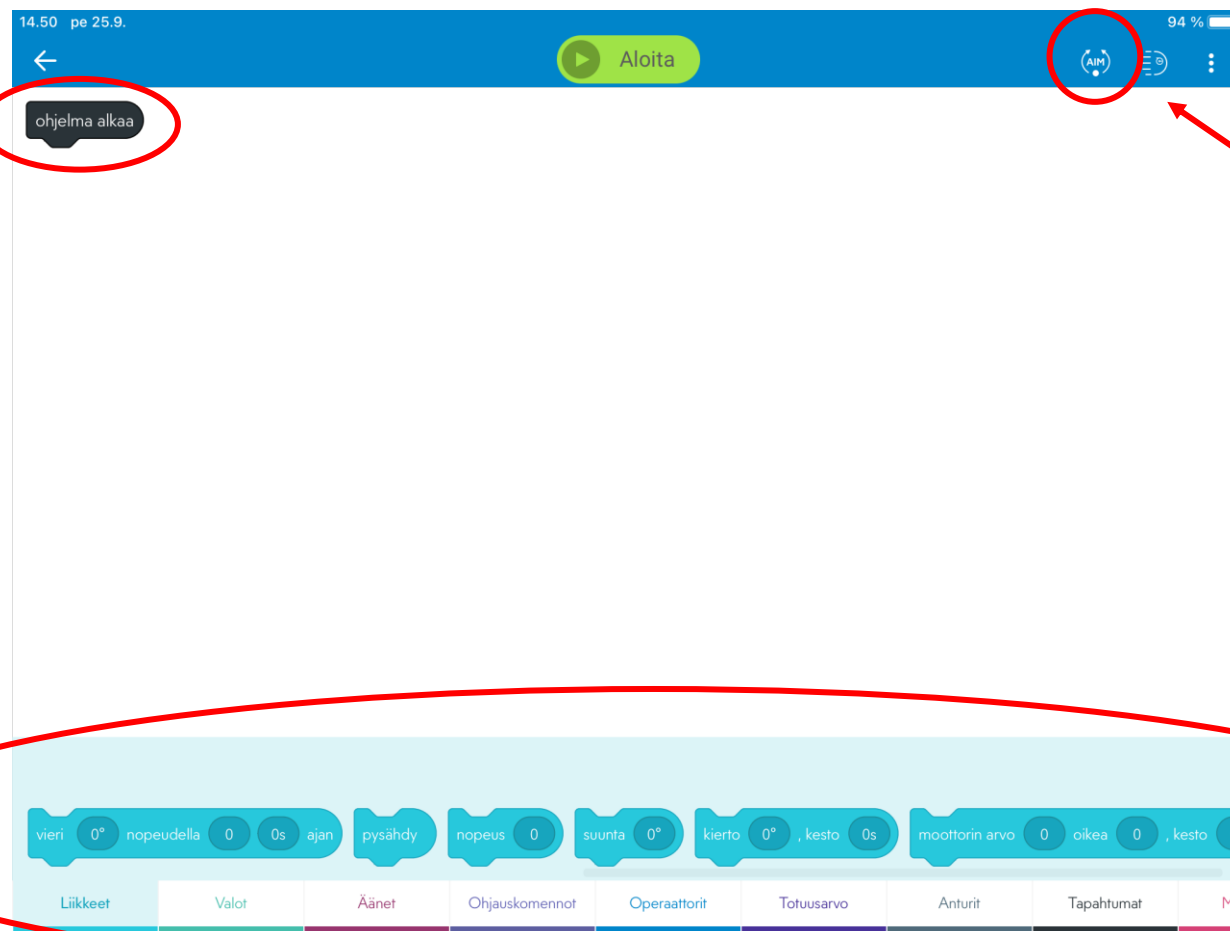 14.50 pe 25.9. 94 %
Aloita
AIM
ohjelma alkaa
vieri 0° nopeudella 0 0s ajan
pysähdy
nopeus 0
suunta 0°
kierto 0° , kesto 0s
moottorin arvo 0 oikea 0 , kesto
Liikkeet Valot Äänet Ohjauskomennot Operaattorit Totuusarvo Anturit Tapahtumat